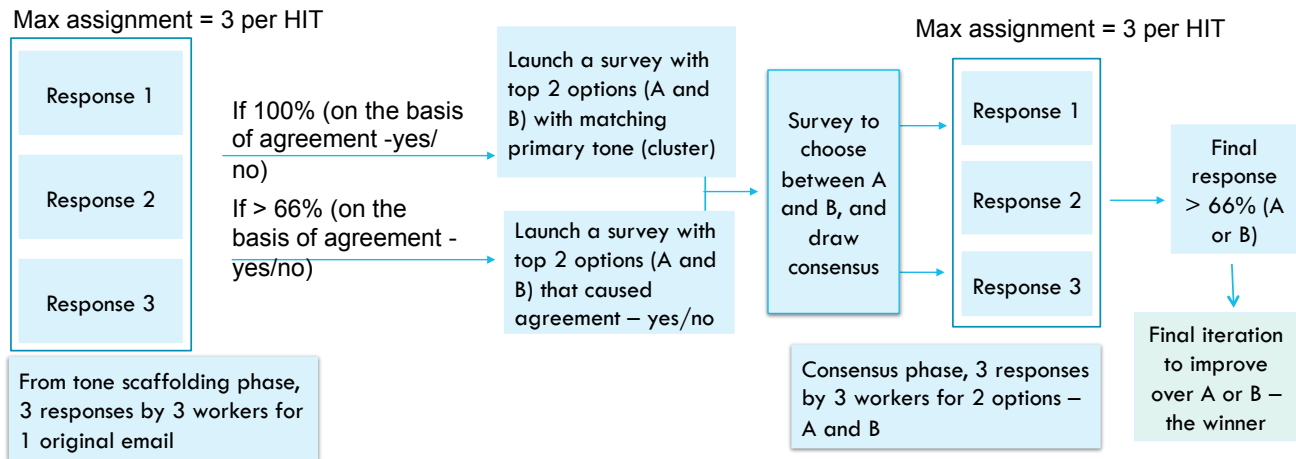 Max assignment = 3 per HIT
Response 1
Response 2
Response 3
From tone scaffolding phase,
3 responses by 3 workers for
1 original email
If 100% (on the basis
of agreement -yes/
no)
If > 66% (on the
basis of agreement -
yes/no)
Launch a survey with
top 2 options (A and
B) with matching
primary tone (cluster)
Launch a survey with
top 2 options (A and
B) that caused
agreement – yes/no
Survey to
choose
between A
and B, and
draw
consensus
Max assignment = 3 per HIT
Response 1
Response 2
Response 3
Consensus phase, 3 responses
by 3 workers for 2 options –
A and B
Final
response
> 66% (A
or B)
Final iteration
to improve
over A or B –
the winner